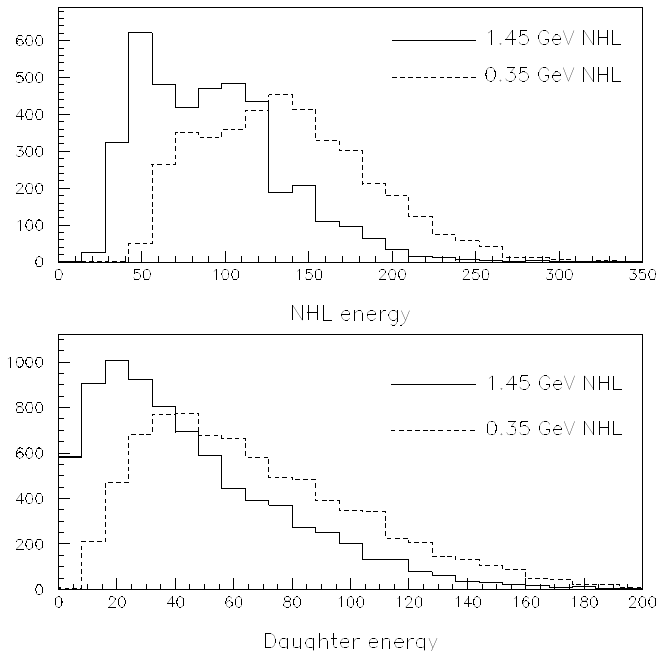 600
500
400
300
200
100
0
1.45 GeV NHL
0.35 GeV NHL
0 50 100 150 200 250 300 350
NHL energy
1000
800
600
400
200
0
1.45 GeV NHL
0.35 GeV NHL
0 20 40 60 80 100 120 140 160 180 200
Daughter energy